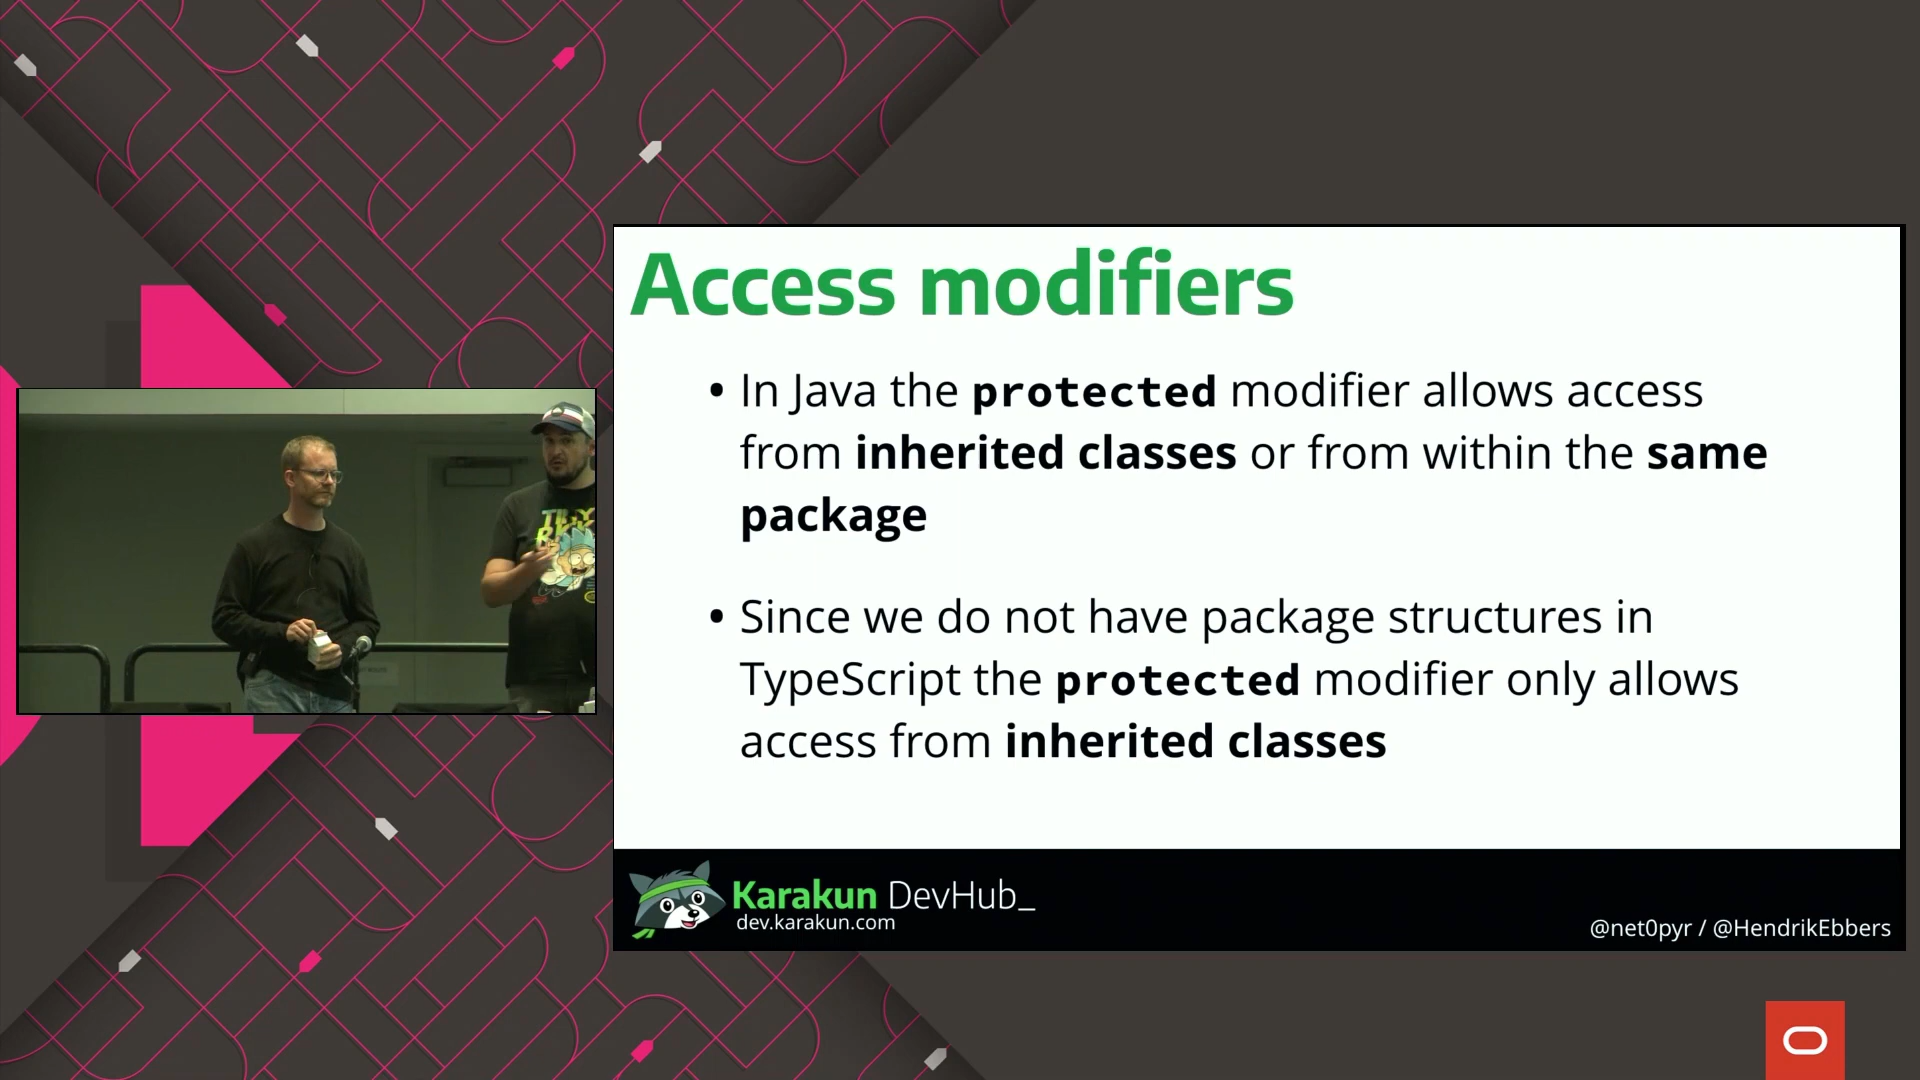 Access modifiers
• In Java the protected modifier allows access
from inherited classes or from within the same
package
• Since we do not have package structures in
TypeScript the protected modifier only allows
access from inherited classes
Karakun DevHub_
dev.karakun.com
@net0pyr / @HendrikEbbers